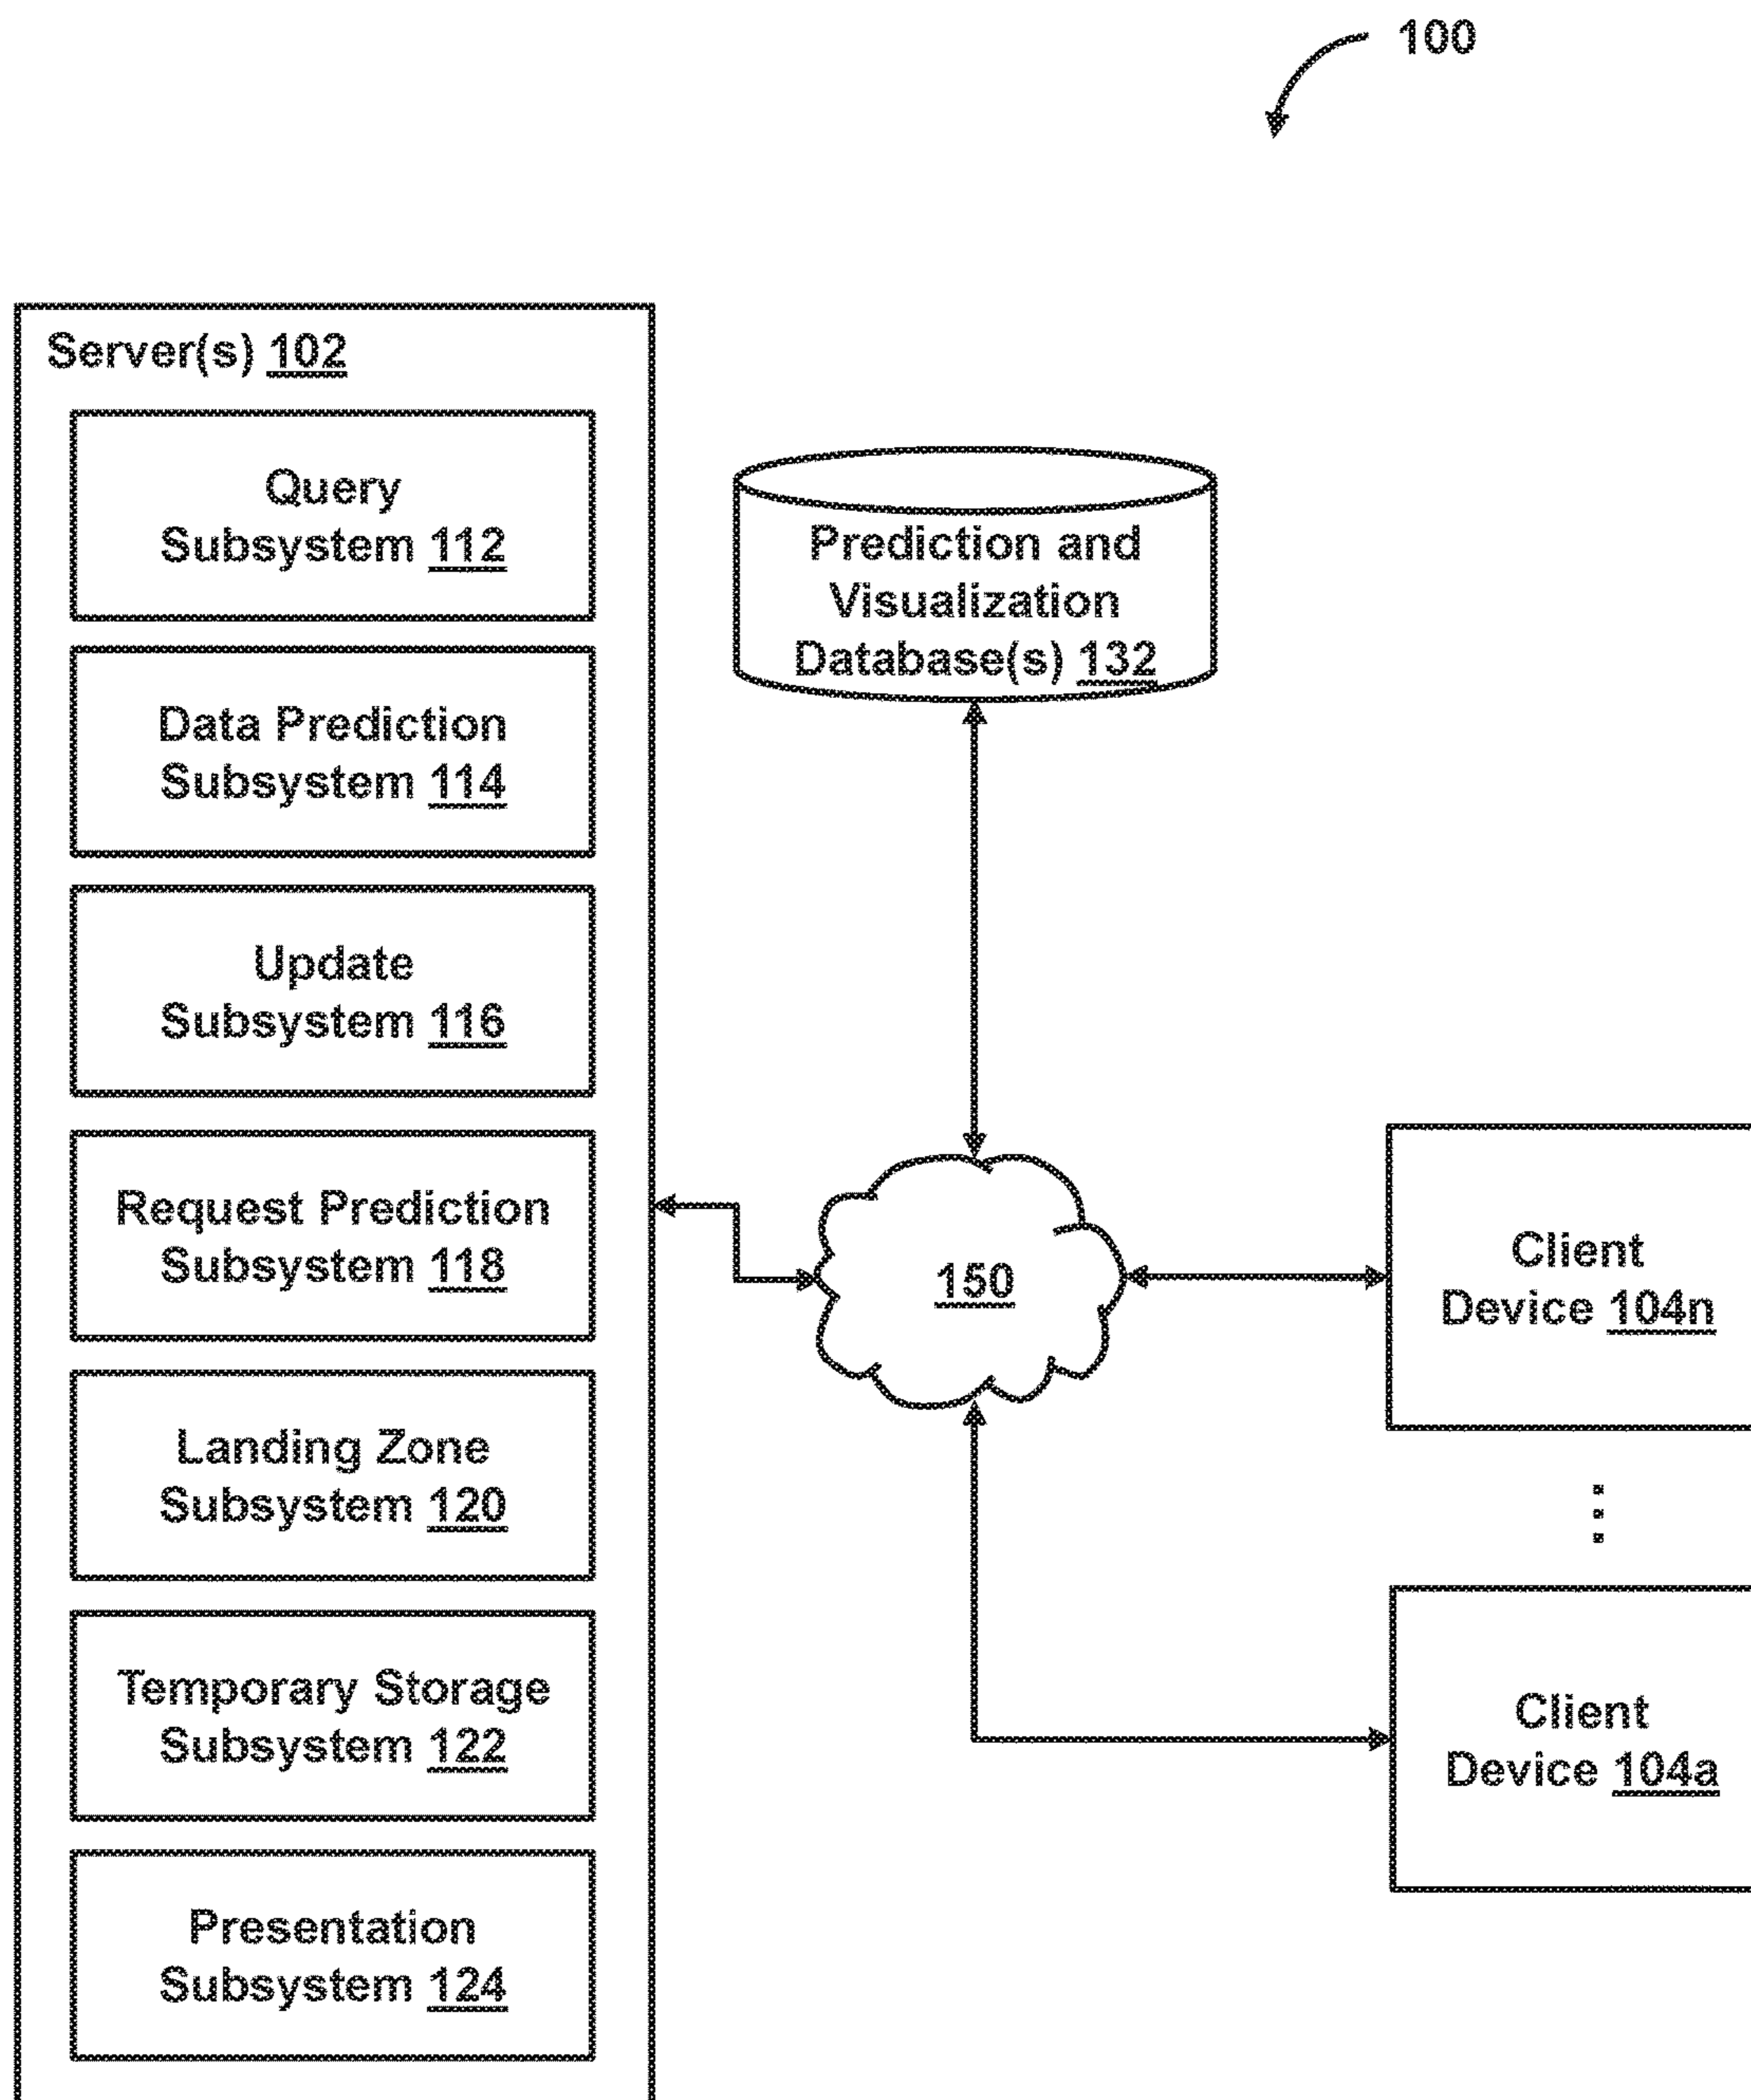 100
Server(s) 102
Query
Subsystem 112
Data Prediction
Subsystem 114
Update
Subsystem 116
Request Prediction
Subsystem 118
Landing Zone
Subsystem 120
Temporary Storage
Subsystem 122
Presentation
Subsystem 124
Prediction and
Visualization
Database(s) 132
150
Client
Device 104n
Client
Device 104a